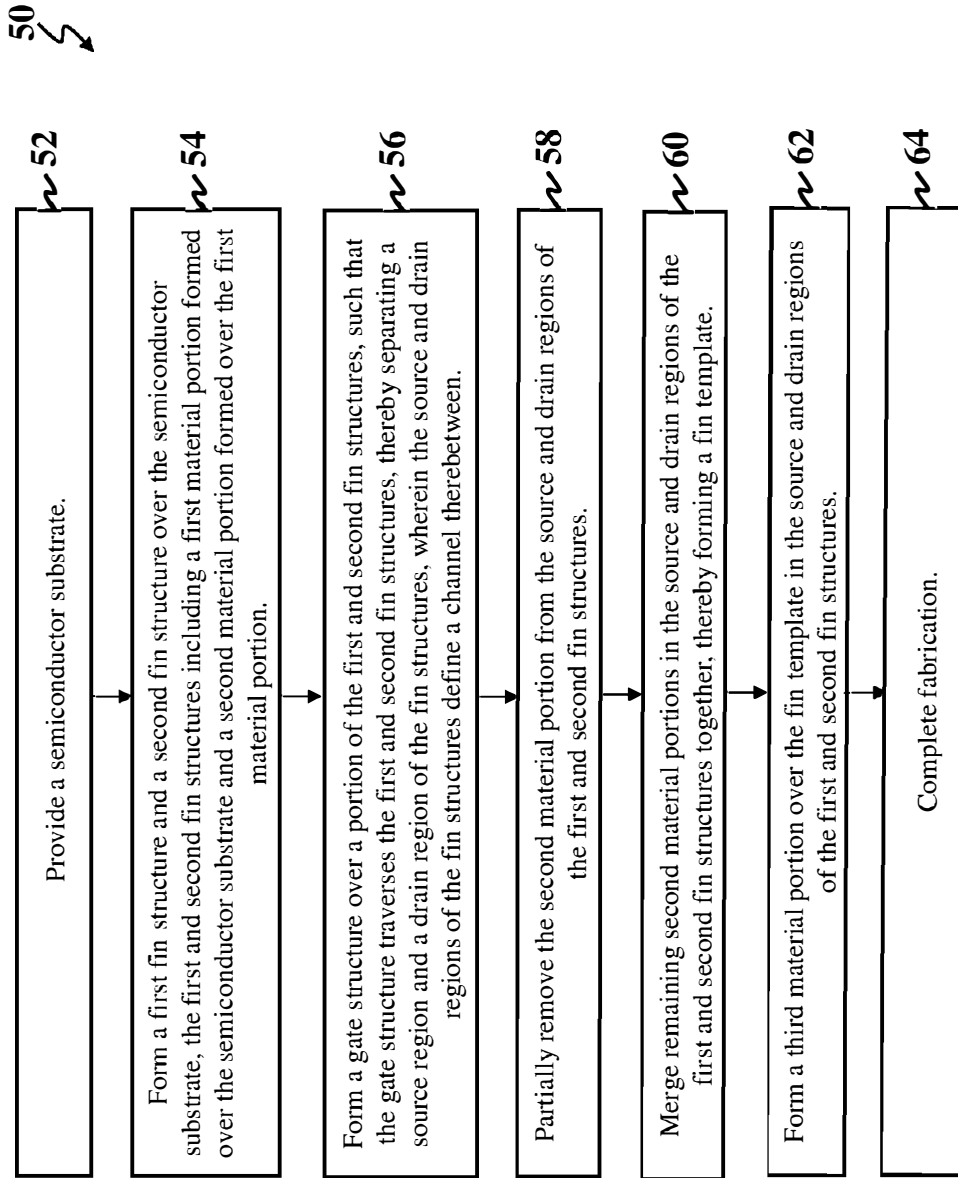 50
Provide a semiconductor substrate.
52
Form a first fin structure and a second fin structure over the semiconductor
substrate, the first and second fin structures including a first material portion formed
over the semiconductor substrate and a second material portion formed over the first
material portion.
54
Form a gate structure over a portion of the first and second fin structures, such that
the gate structure traverses the first and second fin structures, thereby separating a
source region and a drain region of the fin structures, wherein the source and drain
regions of the fin structures define a channel therebetween.
56
Partially remove the second material portion from the source and drain regions of
the first and second fin structures.
58
Merge remaining second material portions in the source and drain regions of the
first and second fin structures together, thereby forming a fin template.
60
Form a third material portion over the fin template in the source and drain regions
of the first and second fin structures.
62
Complete fabrication.
64